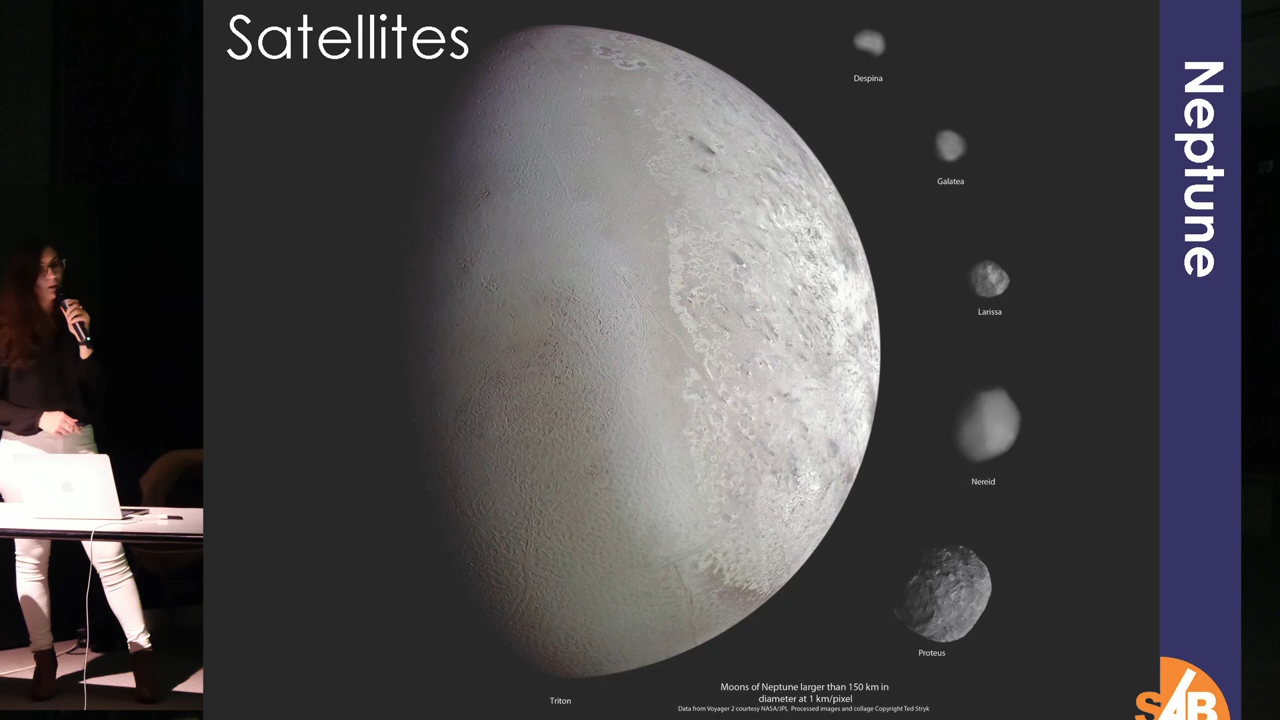 Satellites
Despina
Galatea
Larissa
Nereid
Proteus
Triton
Moons of Neptune larger than 150 km in
diameter at 1 km/pixel
Data from Voyager 2 courtesy NASA/JPL Processed images and collage Copyright Ted Stryk
Neptune